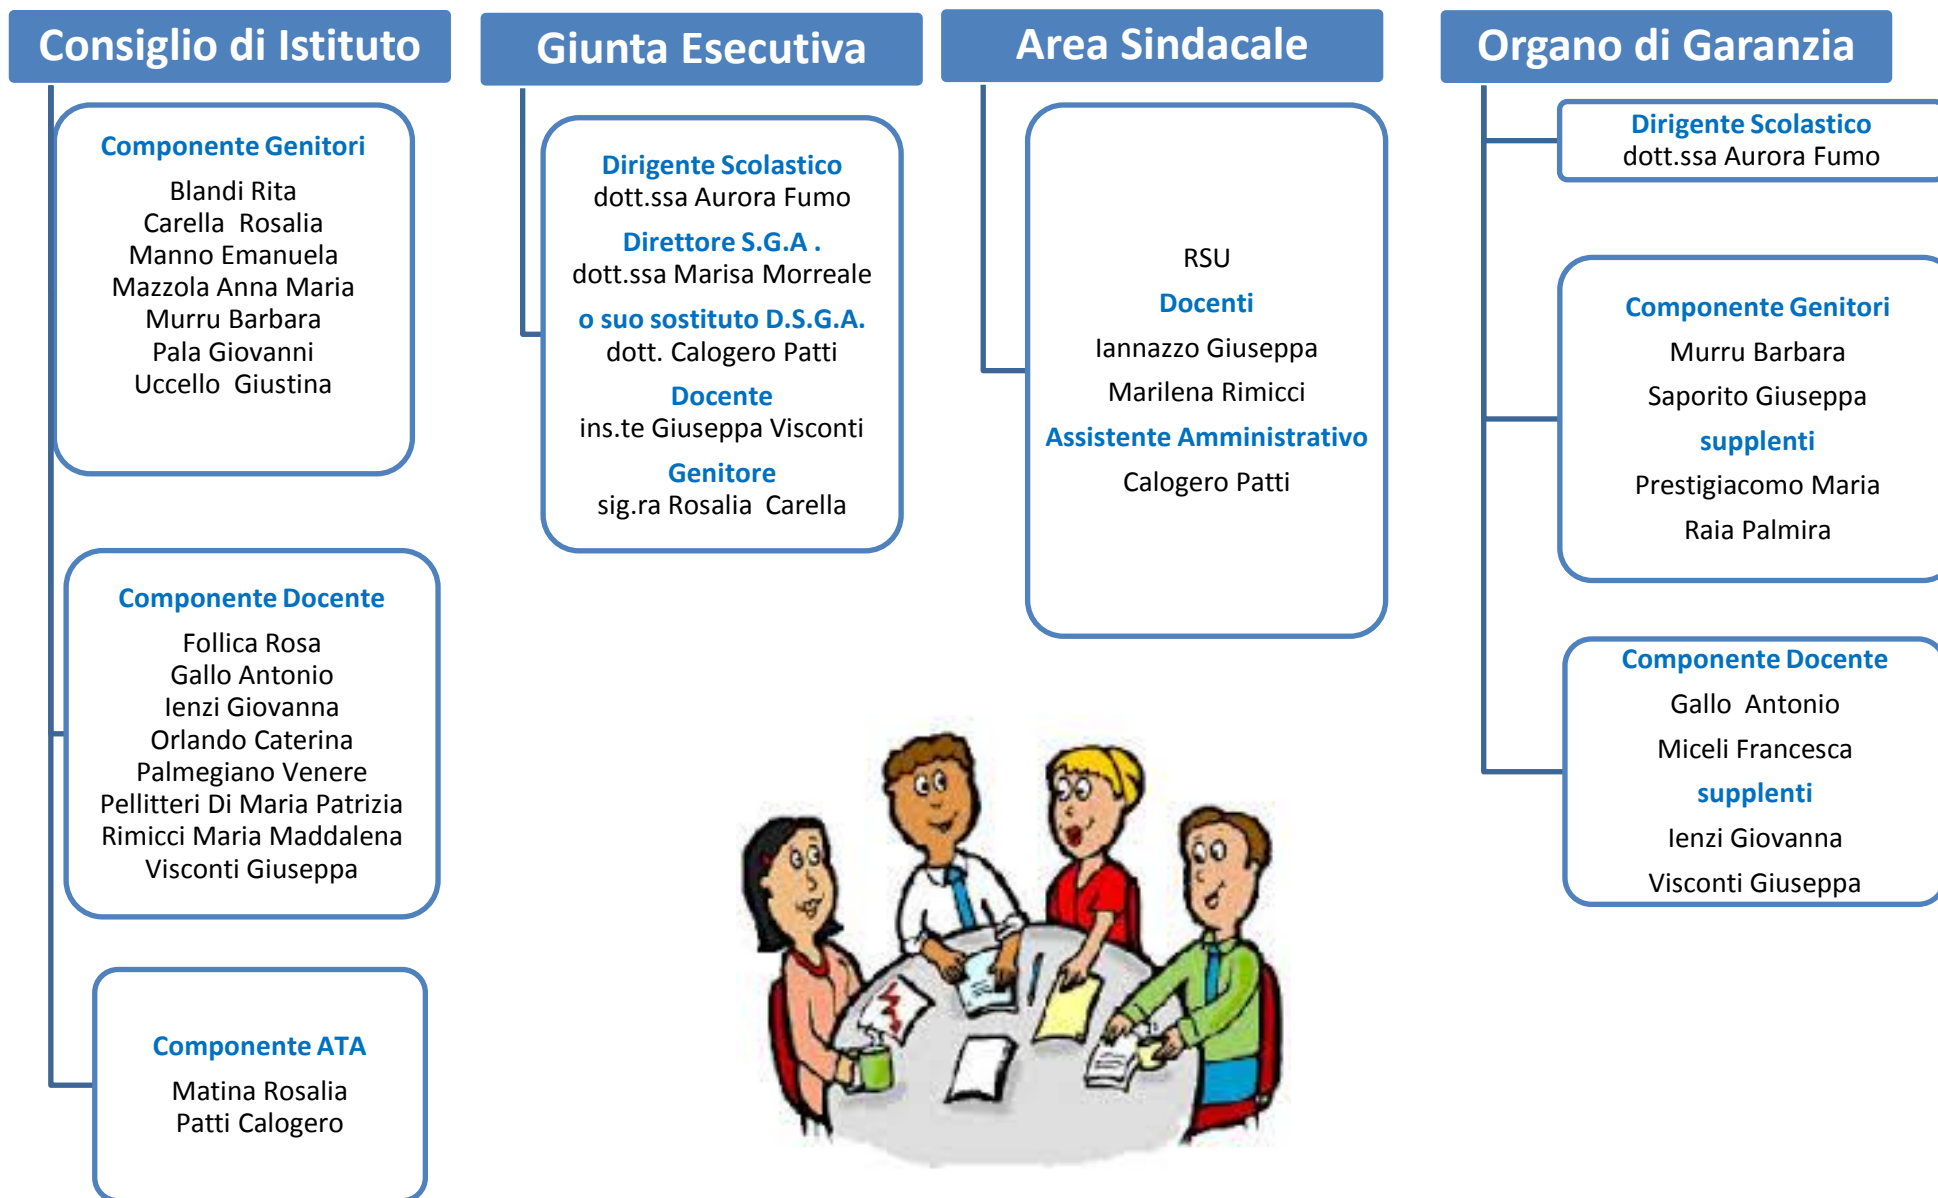 Consiglio di Istituto
Componente Genitori
Blandi Rita
Carella Rosalia
Manno Emanuela
Mazzola Anna Maria
Murru Barbara
Pala Giovanni
Uccello Giustina
Componente Docente
Follica Rosa
Gallo Antonio
Ienzi Giovanna
Orlando Caterina
Palmegiano Venere
Pellitteri Di Maria Patrizia
Rimicci Maria Maddalena
Visconti Giuseppa
Componente ATA
Matina Rosalia
Patti Calogero
Giunta Esecutiva
Dirigente Scolastico
dott.ssa Aurora Fumo
Direttore S.G.A .
dott.ssa Marisa Morreale
o suo sostituto D.S.G.A.
dott. Calogero Patti
Docente
ins.te Giuseppa Visconti
Genitore
sig.ra Rosalia Carella
Area Sindacale
RSU
Docenti
Iannazzo Giuseppa
Marilena Rimicci
Assistente Amministrativo
Calogero Patti
Organo di Garanzia
Dirigente Scolastico
dott.ssa Aurora Fumo
Componente Genitori
Murru Barbara
Saporito Giuseppa
supplenti
Prestigiacomo Maria
Raia Palmira
Componente Docente
Gallo Antonio
Miceli Francesca
supplenti
Ienzi Giovanna
Visconti Giuseppa